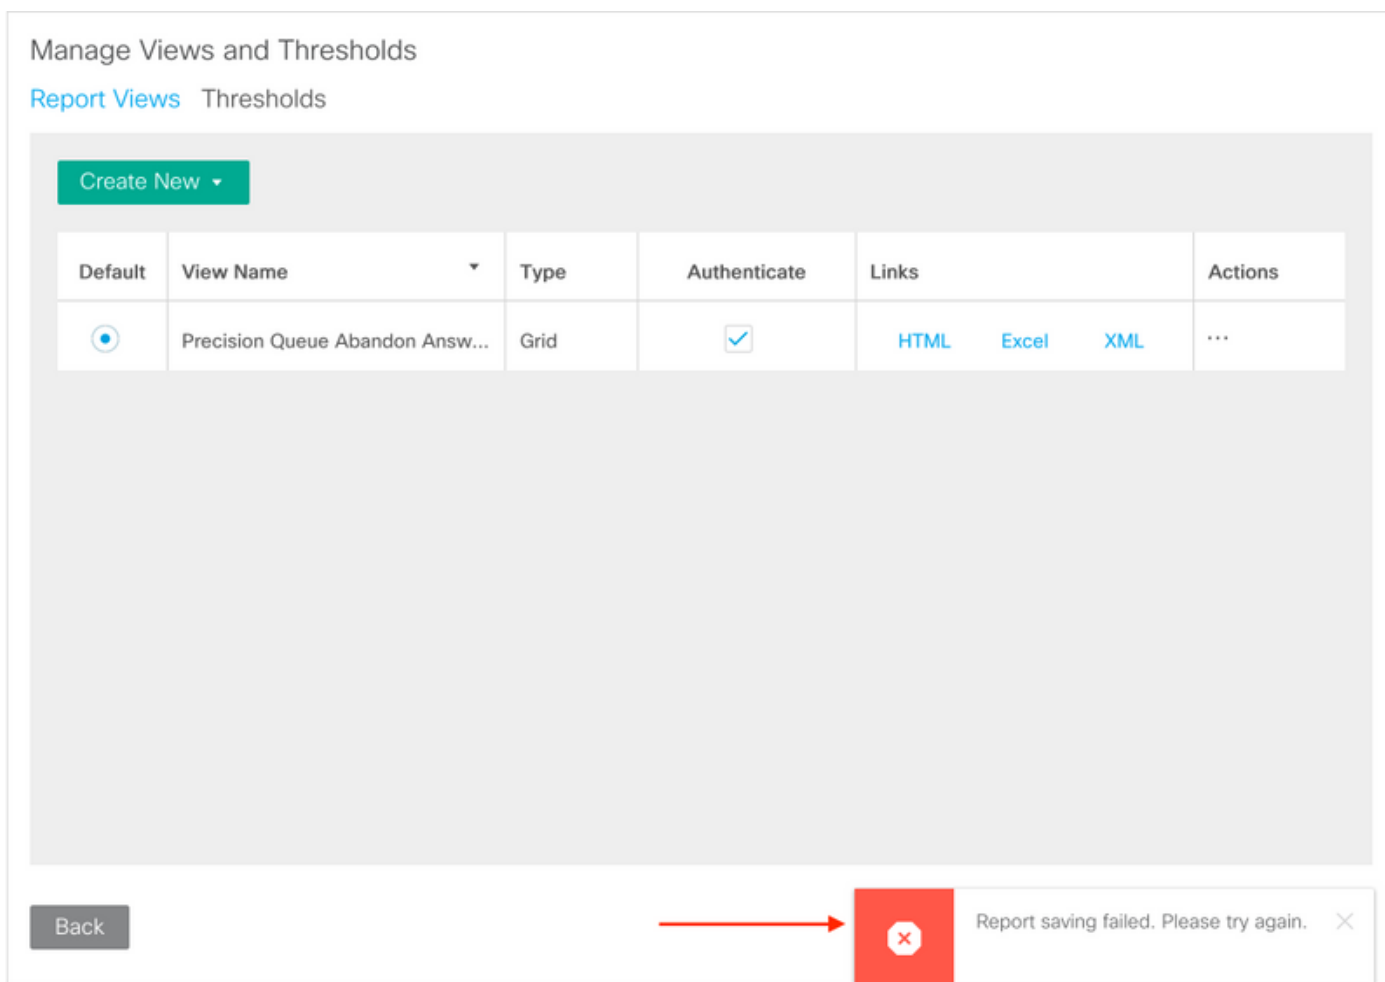 Manage Views and Thresholds
Report Views Thresholds
Create New
Default View Name Type Authenticate Links Actions
Precision Queue Abandon Answ... Grid HTML Excel XML ...
Back
Report saving failed. Please try again.